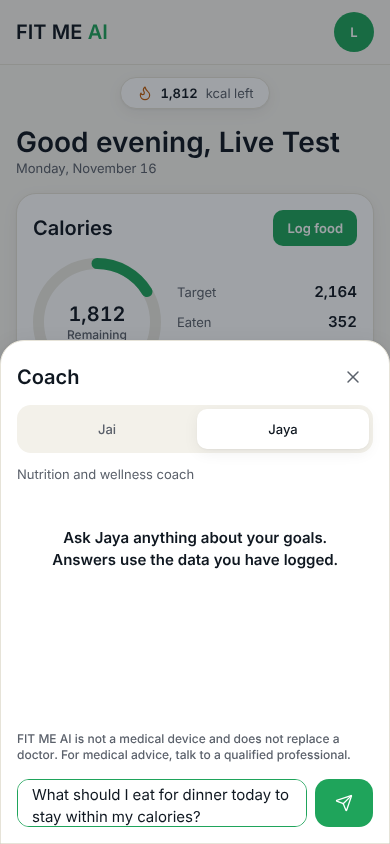 FIT ME AI
L
1,812 kcal left
Good evening, Live Test
Monday, November 16
Calories
Log food
1,812
Remaining
Target 2,164
Eaten 352
Coach
Jai
Jaya
Nutrition and wellness coach
Ask Jaya anything about your goals.
Answers use the data you have logged.
FIT ME AI is not a medical device and does not replace a
doctor. For medical advice, talk to a qualified professional.
What should I eat for dinner today to
stay within my calories?